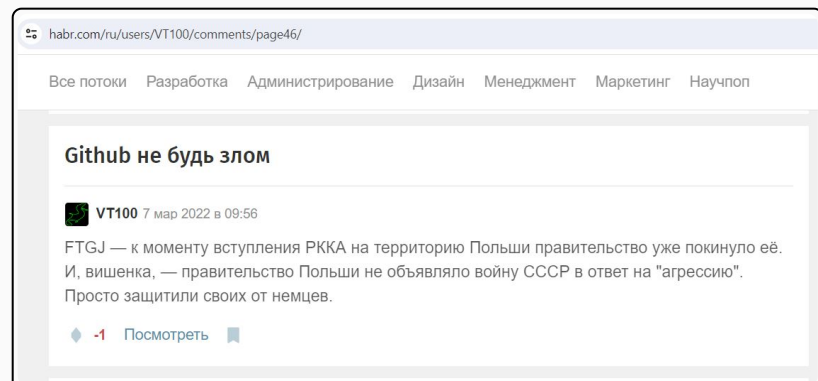 habr.com/ru/users/VT100/comments/page46/
Все потоки Разработка Администрирование Дизайн Менеджмент Маркетинг Научпоп
Github не будь злом
VT100 7 мар 2022 в 09:56
FTGJ — к моменту вступления РККА на территорию Польши правительство уже покинуло её.
И, вишенка, — правительство Польши не объявляло войну СССР в ответ на "агрессию".
Просто защитили своих от немцев.
-1 Посмотреть